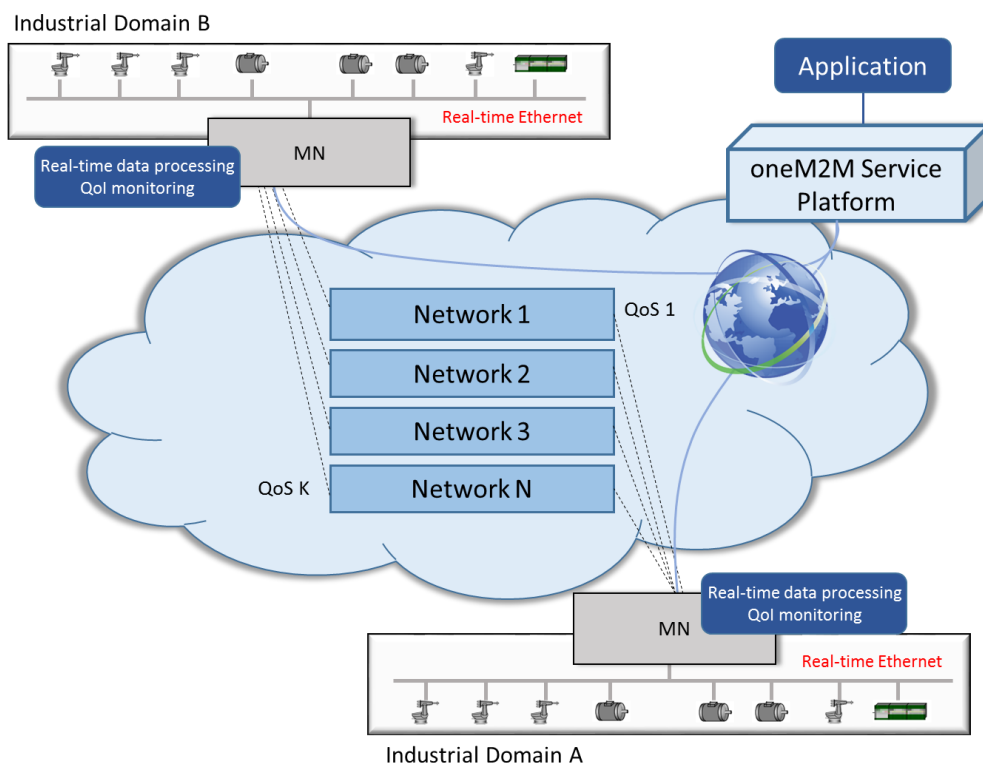 Industrial Domain B
Real-time Ethernet
MN
Real-time data processing
QoI monitoring
Application
oneM2M Service
Platform
Network 1
QoS 1
Network 2
Network 3
QoS K
Network N
Real-time data processing
QoI monitoring
MN
Real-time Ethernet
Industrial Domain A